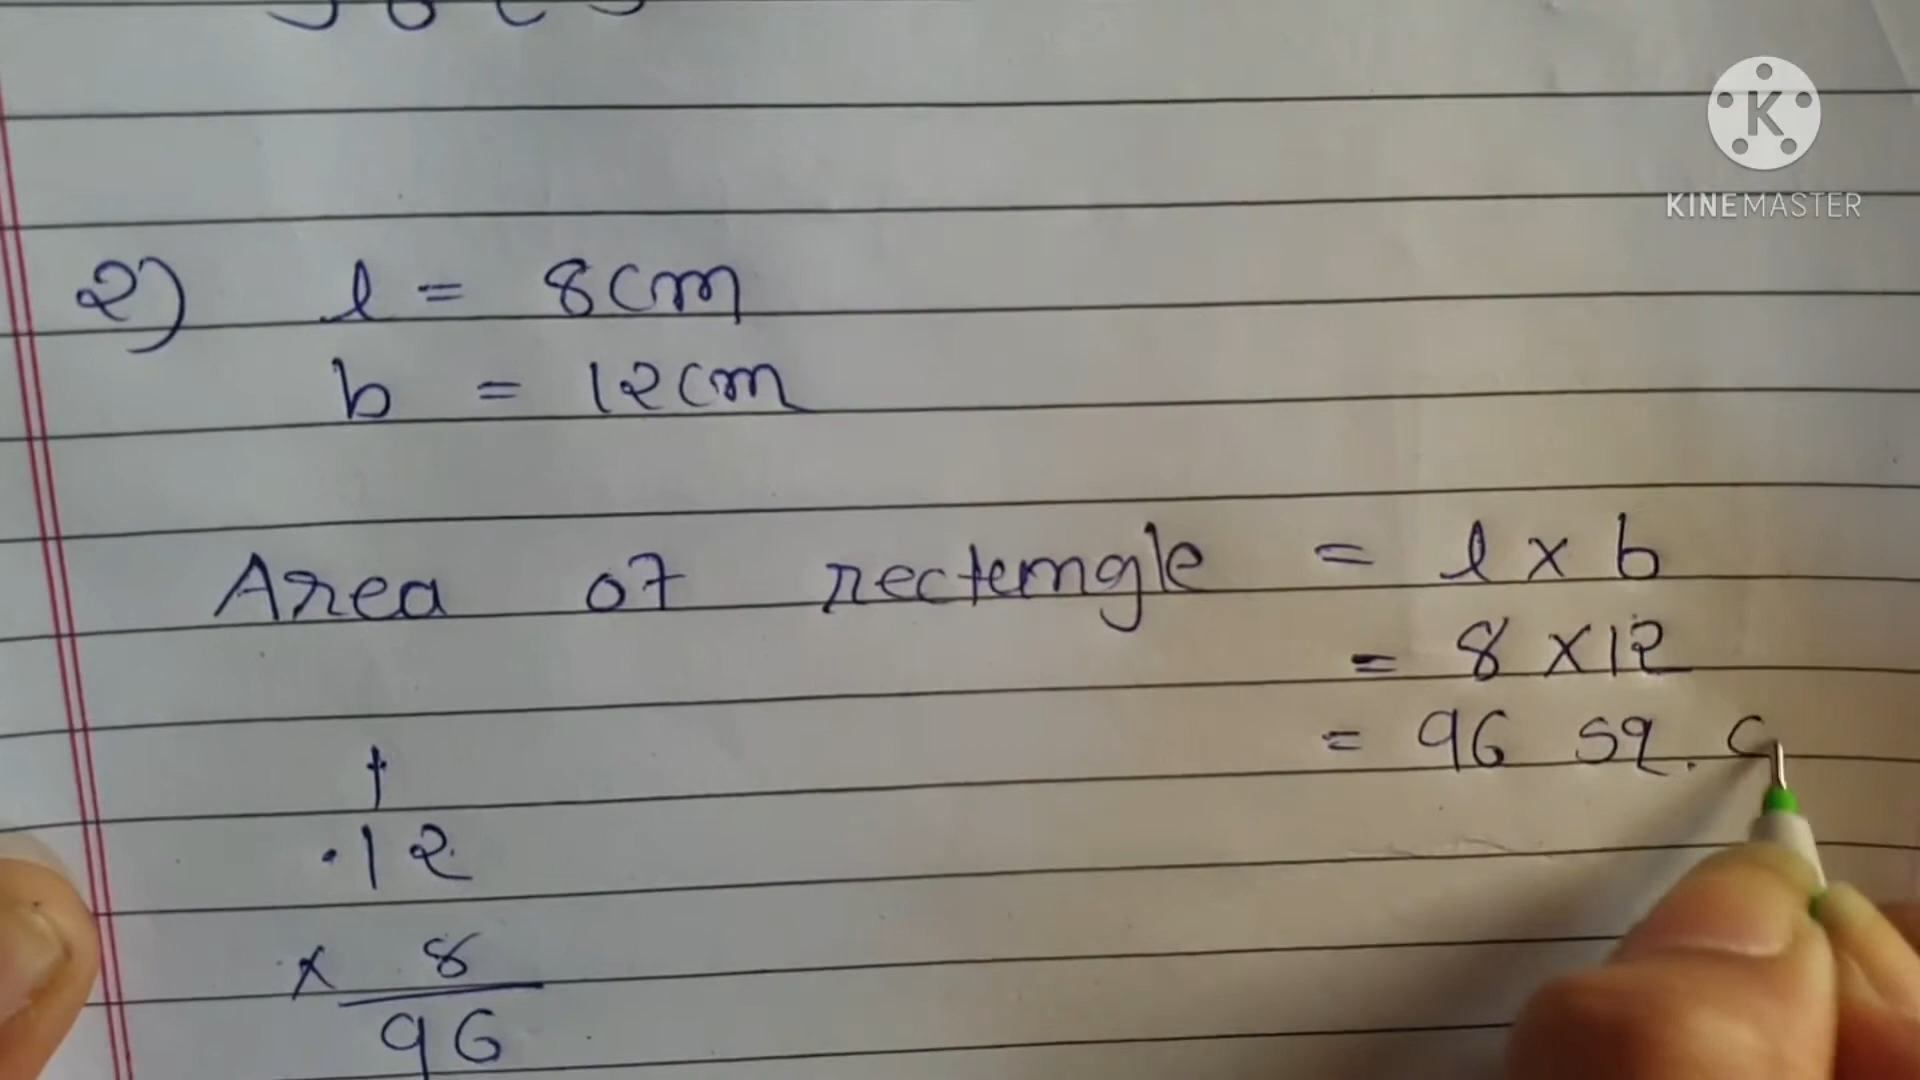 KINEMASTER
2) l = 8cm
b = 12cm
Area of rectangle = l x b
= 8 x 12
= 96 sq. c
1
12
x 8
96